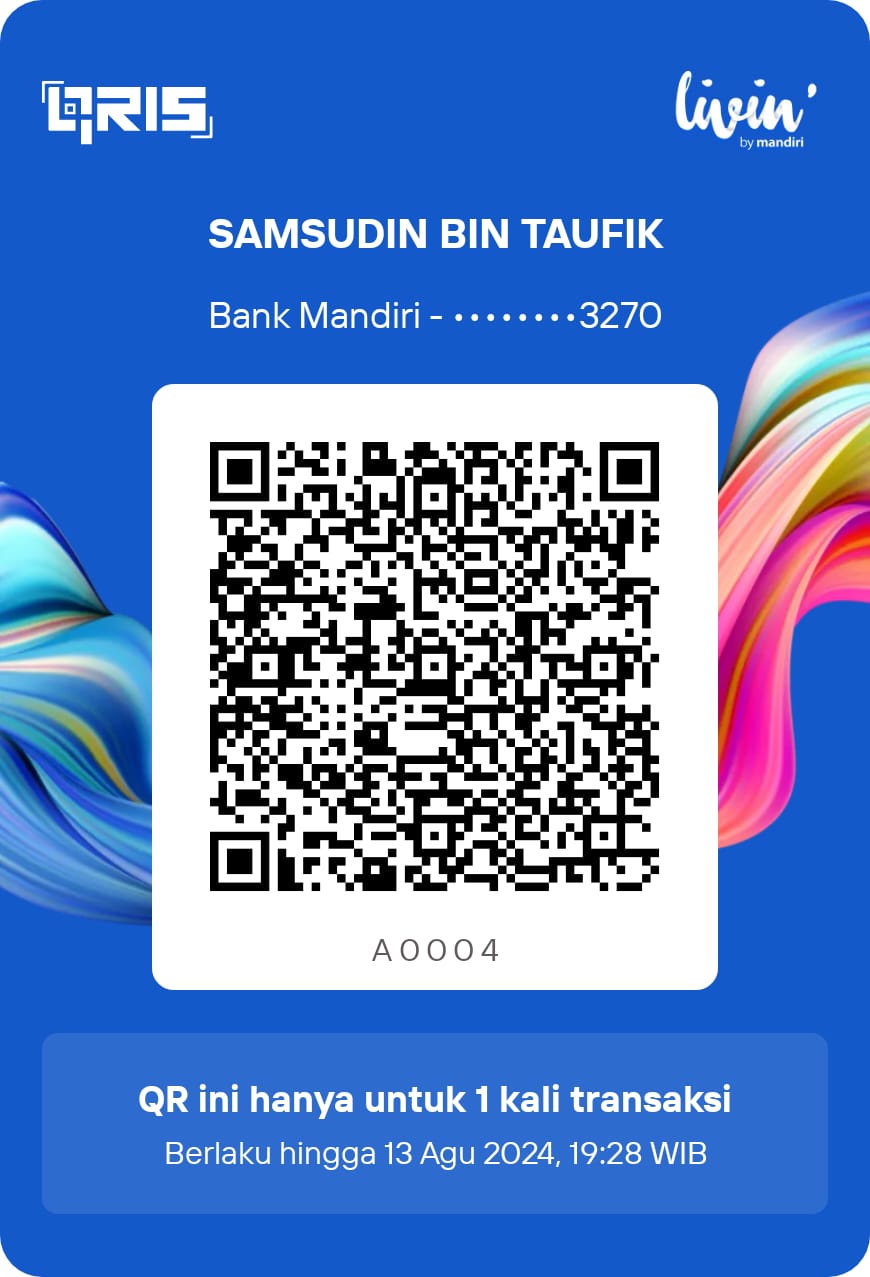 QRIS
livin'
by mandiri
SAMSUDIN BIN TAUFIK
Bank Mandiri - ••••••••3270
A0004
QR ini hanya untuk 1 kali transaksi
Berlaku hingga 13 Agu 2024, 19:28 WIB